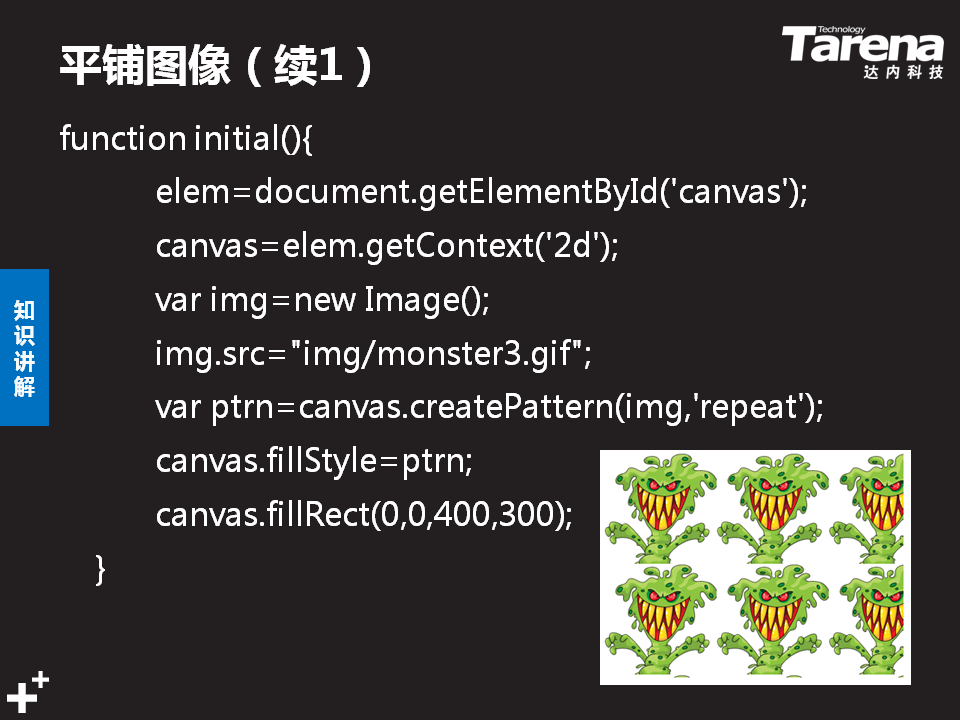 平铺图像（续1）
Technology
Tarena
达内科技
function initial(){
elem=document.getElementById('canvas');
canvas=elem.getContext('2d');
var img=new Image();
img.src="img/monster3.gif";
var ptrn=canvas.createPattern(img,'repeat');
canvas.fillStyle=ptrn;
canvas.fillRect(0,0,400,300);
}
知识讲解